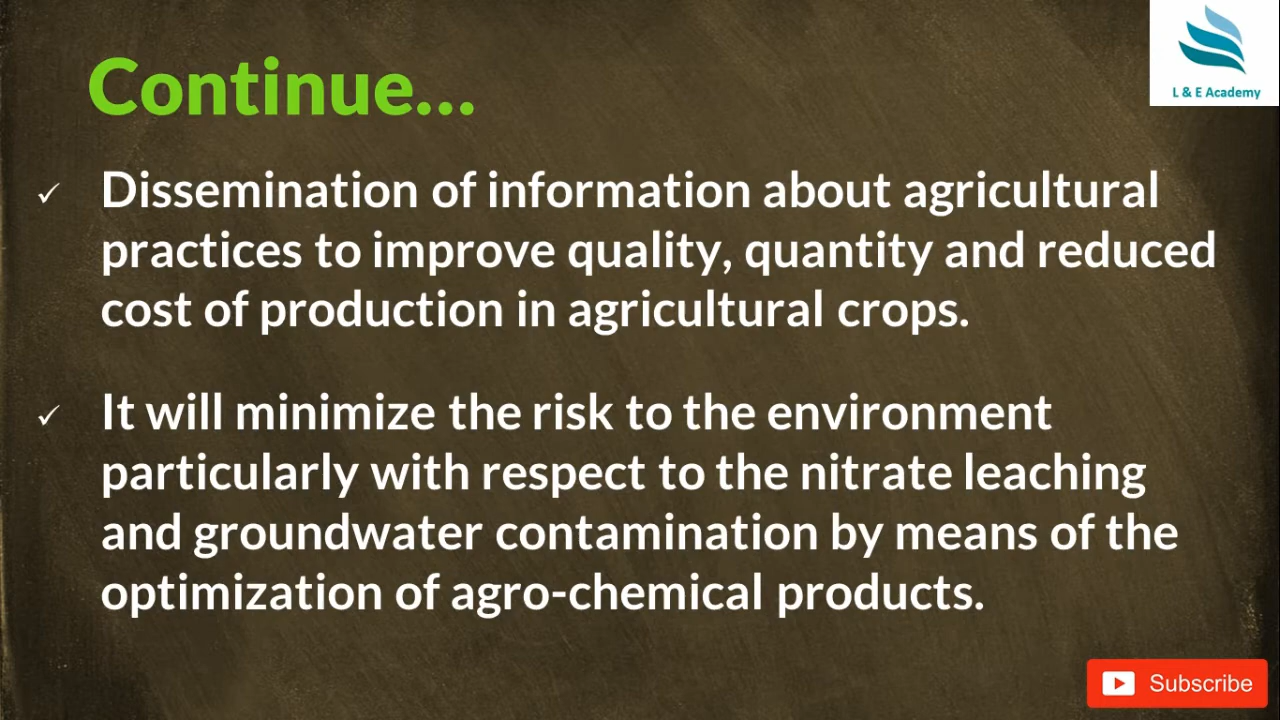 L & E Academy
Continue...
✓ Dissemination of information about agricultural
practices to improve quality, quantity and reduced
cost of production in agricultural crops.
✓ It will minimize the risk to the environment
particularly with respect to the nitrate leaching
and groundwater contamination by means of the
optimization of agro-chemical products.
Subscribe